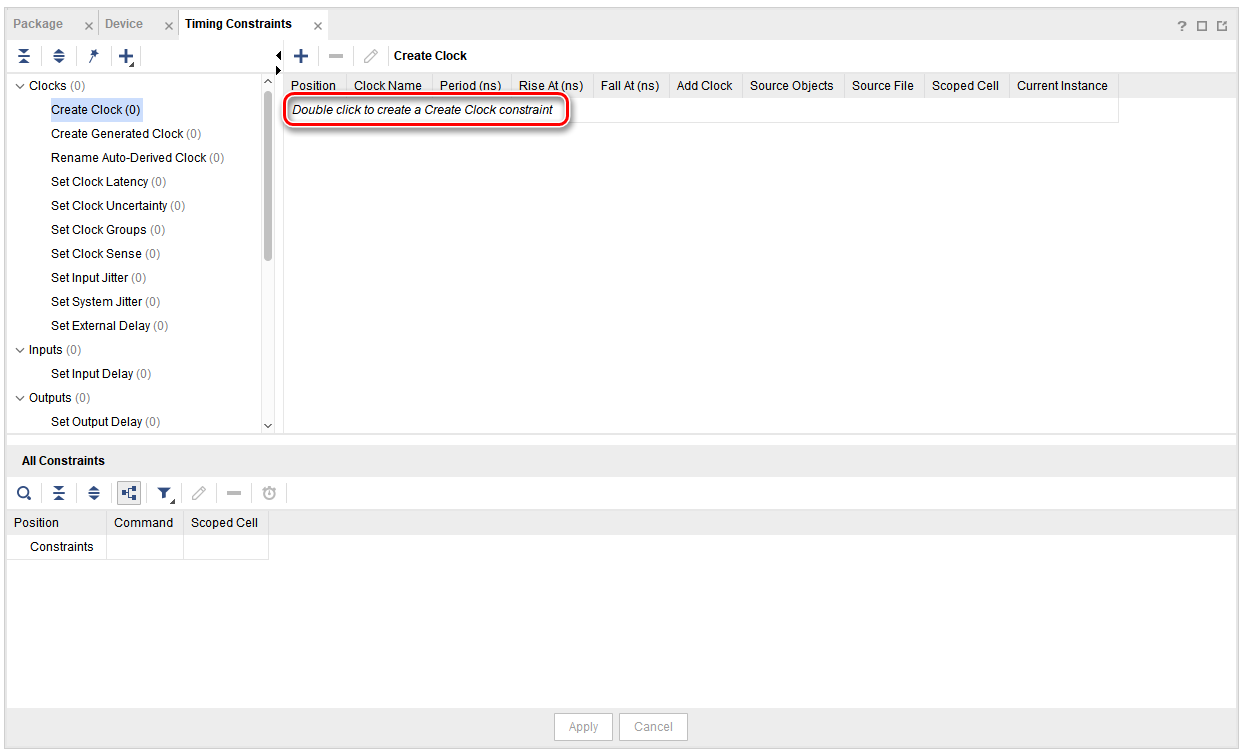 Package Device Timing Constraints
?
Create Clock
Clocks (0)
Create Clock (0)
Create Generated Clock (0)
Rename Auto-Derived Clock (0)
Set Clock Latency (0)
Set Clock Uncertainty (0)
Set Clock Groups (0)
Set Clock Sense (0)
Set Input Jitter (0)
Set System Jitter (0)
Set External Delay (0)
Inputs (0)
Set Input Delay (0)
Outputs (0)
Set Output Delay (0)
Position Clock Name Period (ns) Rise At (ns) Fall At (ns) Add Clock Source Objects Source File Scoped Cell Current Instance
Double click to create a Create Clock constraint
All Constraints
Position Command Scoped Cell
Constraints
Apply Cancel